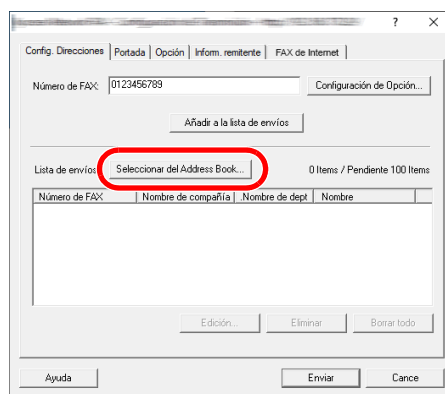 ? ×
Config. Direcciones Portada Opción Inform. remitente FAX de Internet
Número de FAX: 0123456789 Configuración de Opción...
Añadir a la lista de envíos
Lista de envíos Seleccionar del Address Book... 0 Items / Pendiente 100 Items
Número de FAX Nombre de compañía .Nombre de dept Nombre
Edición... Eliminar Borrar todo
Ayuda Enviar Cance